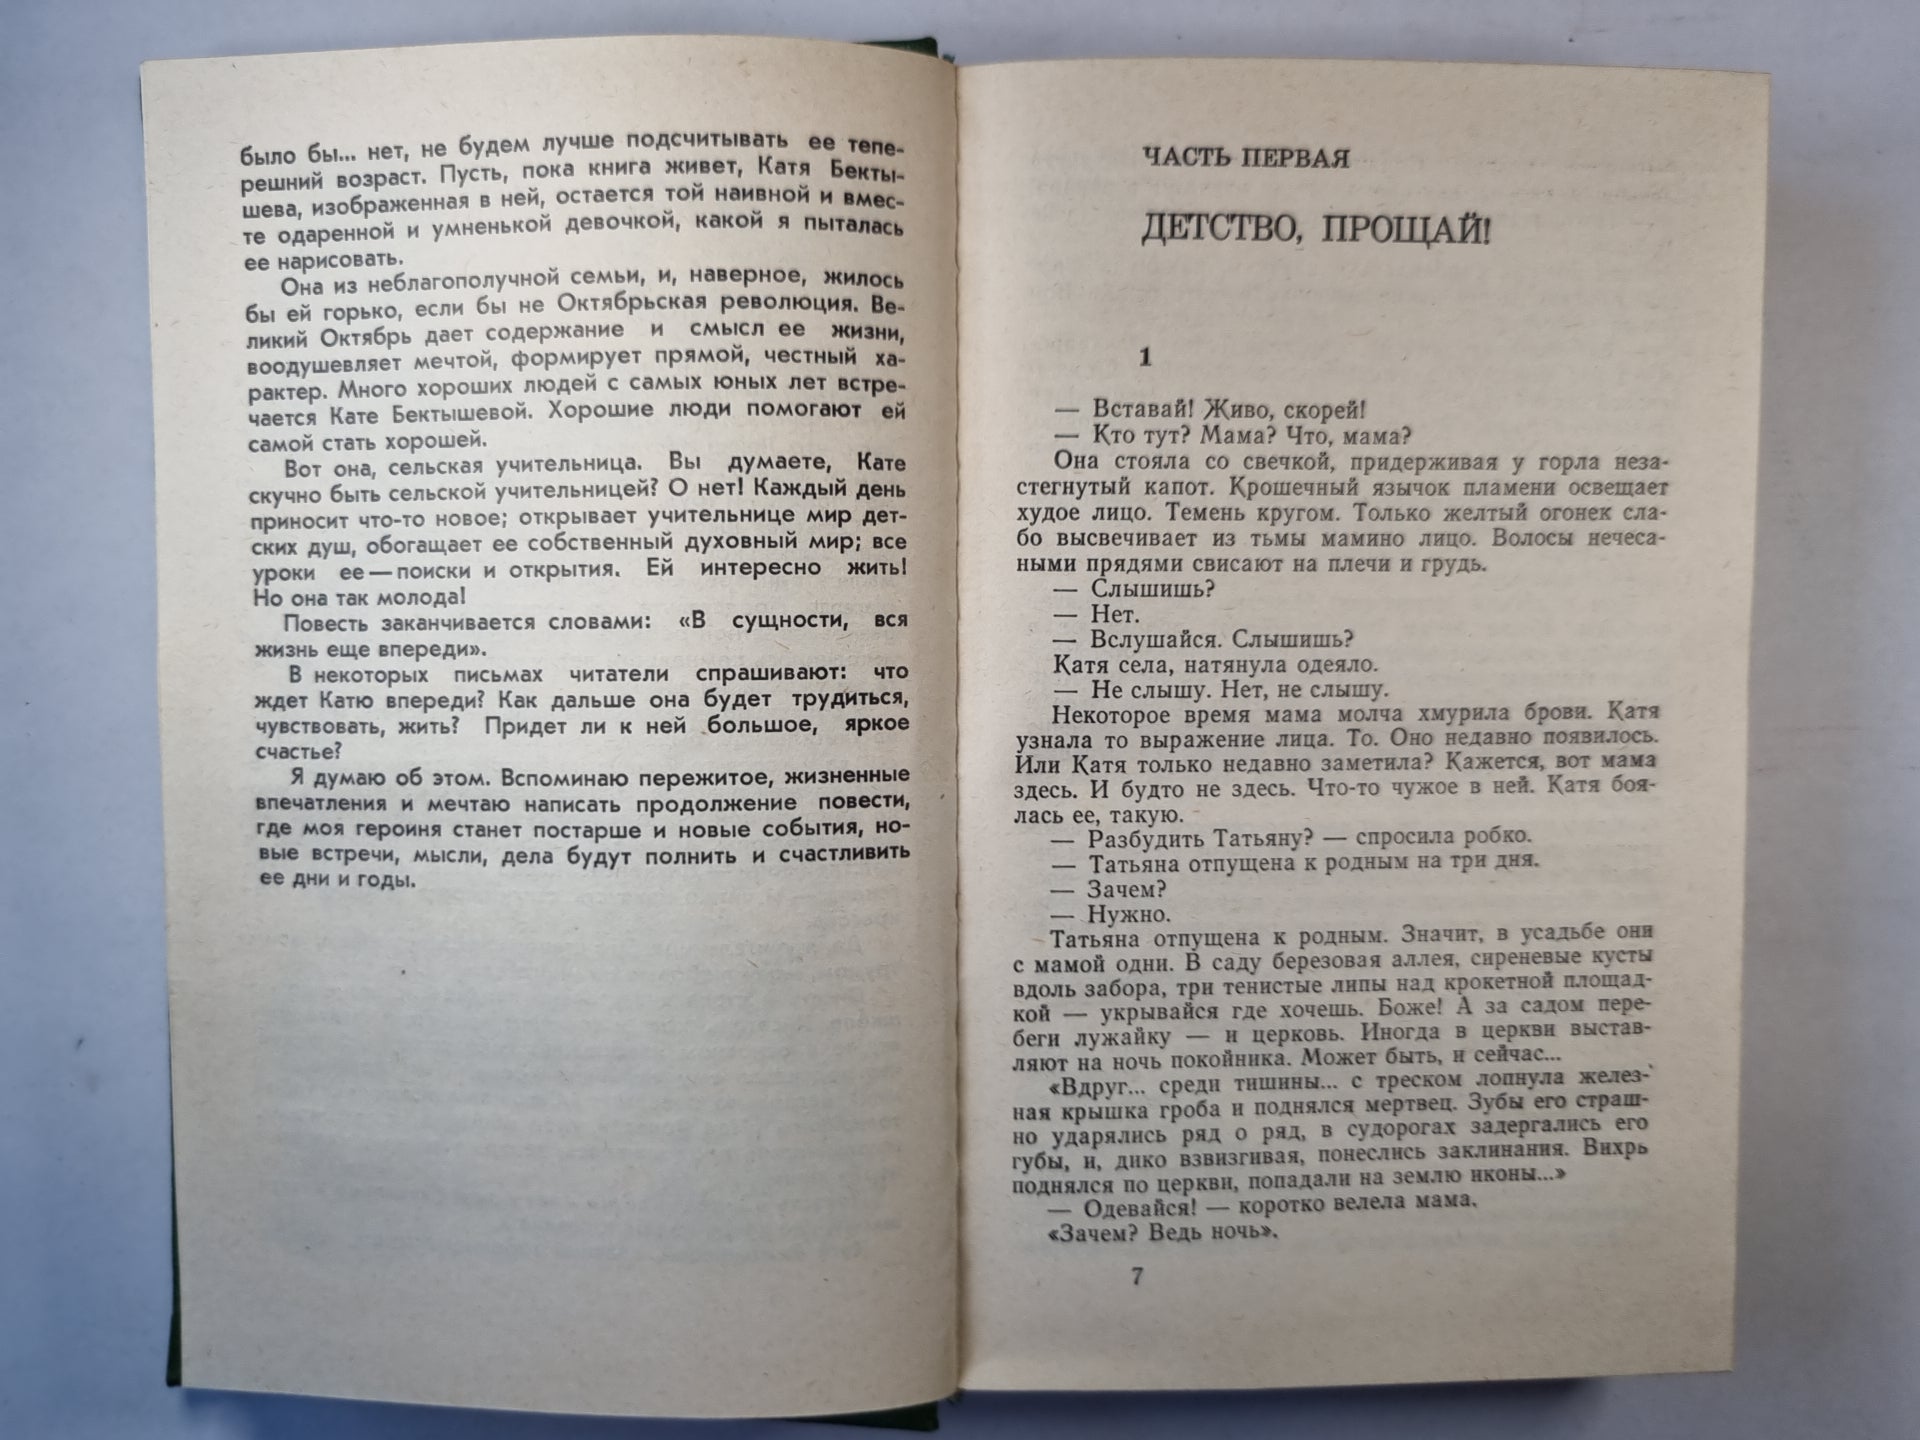 было бы... нет, не будем лучше подсчитывать ее тепе-
решний возраст. Пусть, пока книга живет, Катя Бекты-
шева, изображенная в ней, остается той наивной и вмес-
те одаренной и умненькой девочкой, какой я пыталась
ее нарисовать.
Она из неблагополучной семьи, и, наверное, жилось
бы ей горько, если бы не Октябрьская революция. Ве-
ликий Октябрь дает содержание и смысл ее жизни,
воодушевляет мечтой, формирует прямой, честный ха-
рактер. Много хороших людей с самых юных лет встре-
чается Кате Бектышевой. Хорошие люди помогают ей
самой стать хорошей.
Вот она, сельская учительница. Вы думаете, Кате
скучно быть сельской учительницей? О нет! Каждый день
приносит что-то новое; открывает учительнице мир дет-
ских душ, обогащает ее собственный духовный мир; все
уроки ее — поиски и открытия. Ей интересно жить!
Но она так молода!
Повесть заканчивается словами: «В сущности, вся
жизнь еще впереди».
В некоторых письмах читатели спрашивают: что
ждет Катю впереди? Как дальше она будет трудиться,
чувствовать, жить? Придет ли к ней большое, яркое
счастье?
Я думаю об этом. Вспоминаю пережитое, жизненные
впечатления и мечтаю написать продолжение повести,
где моя героиня станет постарше и новые события, но-
вые встречи, мысли, дела будут полнить и счастливить
ее дни и годы.
ЧАСТЬ ПЕРВАЯ
ДЕТСТВО, ПРОЩАЙ!
1
— Вставай! Живо, скорей!
— Кто тут? Мама? Что, мама?
Она стояла со свечкой, придерживая у горла неза-
стегнутый капот. Крошечный язычок пламени освещает
худое лицо. Темень кругом. Только желтый огонек сла-
бо высвечивает из тьмы мамино лицо. Волосы нечеса-
ными прядями свисают на плечи и грудь.
— Слышишь?
— Нет.
— Вслушайся. Слышишь?
Катя села, натянула одеяло.
— Не слышу. Нет, не слышу.
Некоторое время мама молча хмурила брови. Катя
узнала то выражение лица. То. Оно недавно появилось.
Или Катя только недавно заметила? Кажется, вот мама
здесь. И будто не здесь. Что-то чужое в ней. Катя боя-
лась ее, такую.
— Разбудить Татьяну? — спросила робко.
— Татьяна отпущена к родным на три дня.
— Зачем?
— Нужно.
Татьяна отпущена к родным. Значит, в усадьбе они
с мамой одни. В саду березовая аллея, сиреневые кусты
вдоль забора, три тенистые липы над крокетной площад-
кой — укрывайся где хочешь. Боже! А за садом пере-
беги лужайку — и церковь. Иногда в церкви выстав-
ляют на ночь покойника. Может быть, и сейчас...
«Вдруг... среди тишины... с треском лопнула желез-
ная крышка гроба и поднялся мертвец. Зубы его страш-
но ударялись ряд о ряд, в судорогах задергались его
губы, и, дико взвизгивая, понеслись заклинания. Вихрь
поднялся по церкви, попадали на землю иконы...»
— Одевайся! — коротко велела мама.
«Зачем? Ведь ночь».
7